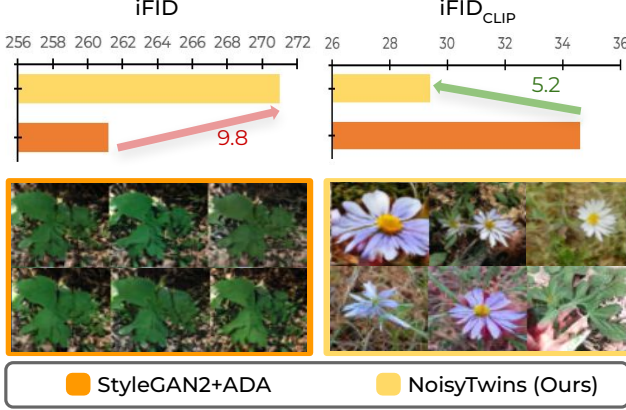 iFID
iFID_CLIP
256 258 260 262 264 266 268 270 272
26 28 30 32 34 36
9.8
5.2
StyleGAN2+ADA
NoisyTwins (Ours)